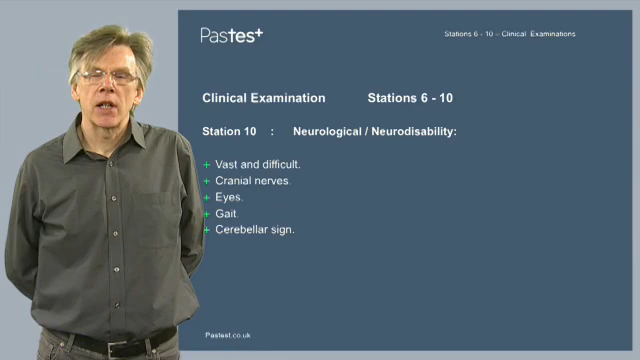 Pastest
Stations 6 - 10 – Clinical Examinations
Clinical Examination Stations 6 - 10
Station 10 : Neurological / Neurodisability:
+ Vast and difficult.
+ Cranial nerves.
+ Eyes.
+ Gait.
+ Cerebellar sign.
Pastest.co.uk